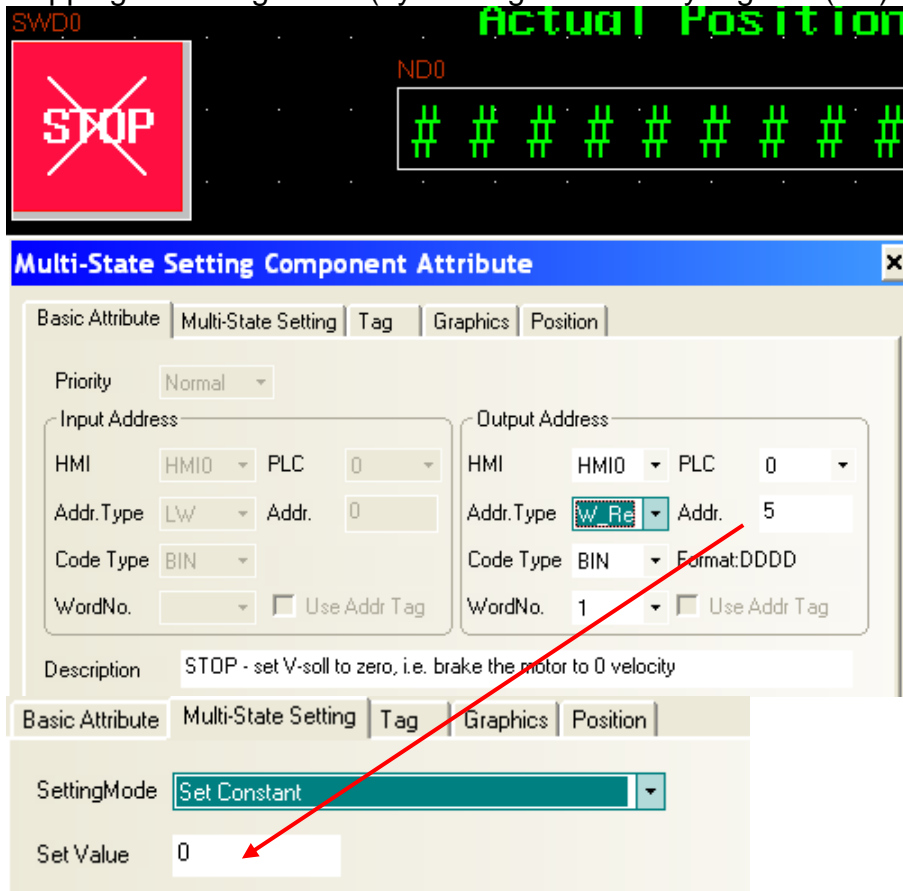 SWD0 Actual Position
ND0
STOP
# # # # # # # # #
Multi-State Setting Component Attribute
Basic Attribute Multi-State Setting Tag Graphics Position
Priority Normal
Input Address Output Address
HMI HMI0 PLC 0 HMI HMI0 PLC 0
Addr.Type LW Addr. 0 Addr.Type W_Re Addr. 5
Code Type BIN Code Type BIN Format:DDDD
WordNo. Use Addr Tag WordNo. 1 Use Addr Tag
Description STOP - set V-soll to zero, i.e. brake the motor to 0 velocity
Basic Attribute Multi-State Setting Tag Graphics Position
SettingMode Set Constant
Set Value 0